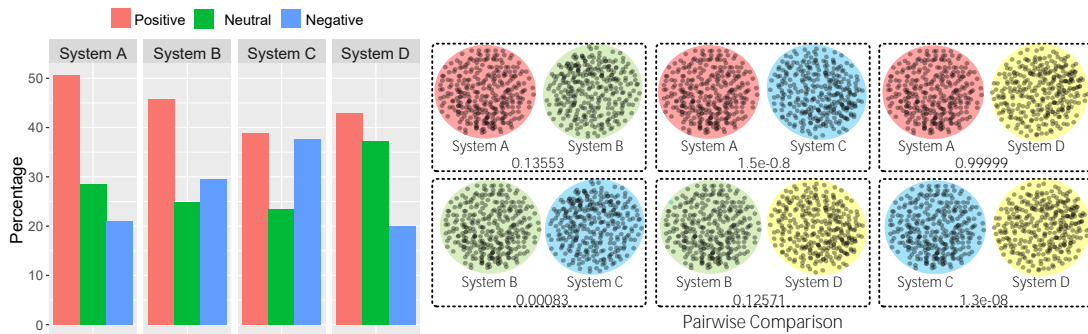 Positive Neutral Negative
System A System B System C System D
Percentage
50
40
30
20
10
0
System A System B
0.13553
System A System C
1.5e-0.8
System A System D
0.99999
System B System C
0.00083
System B System D
0.12571
System C System D
1.3e-08
Pairwise Comparison